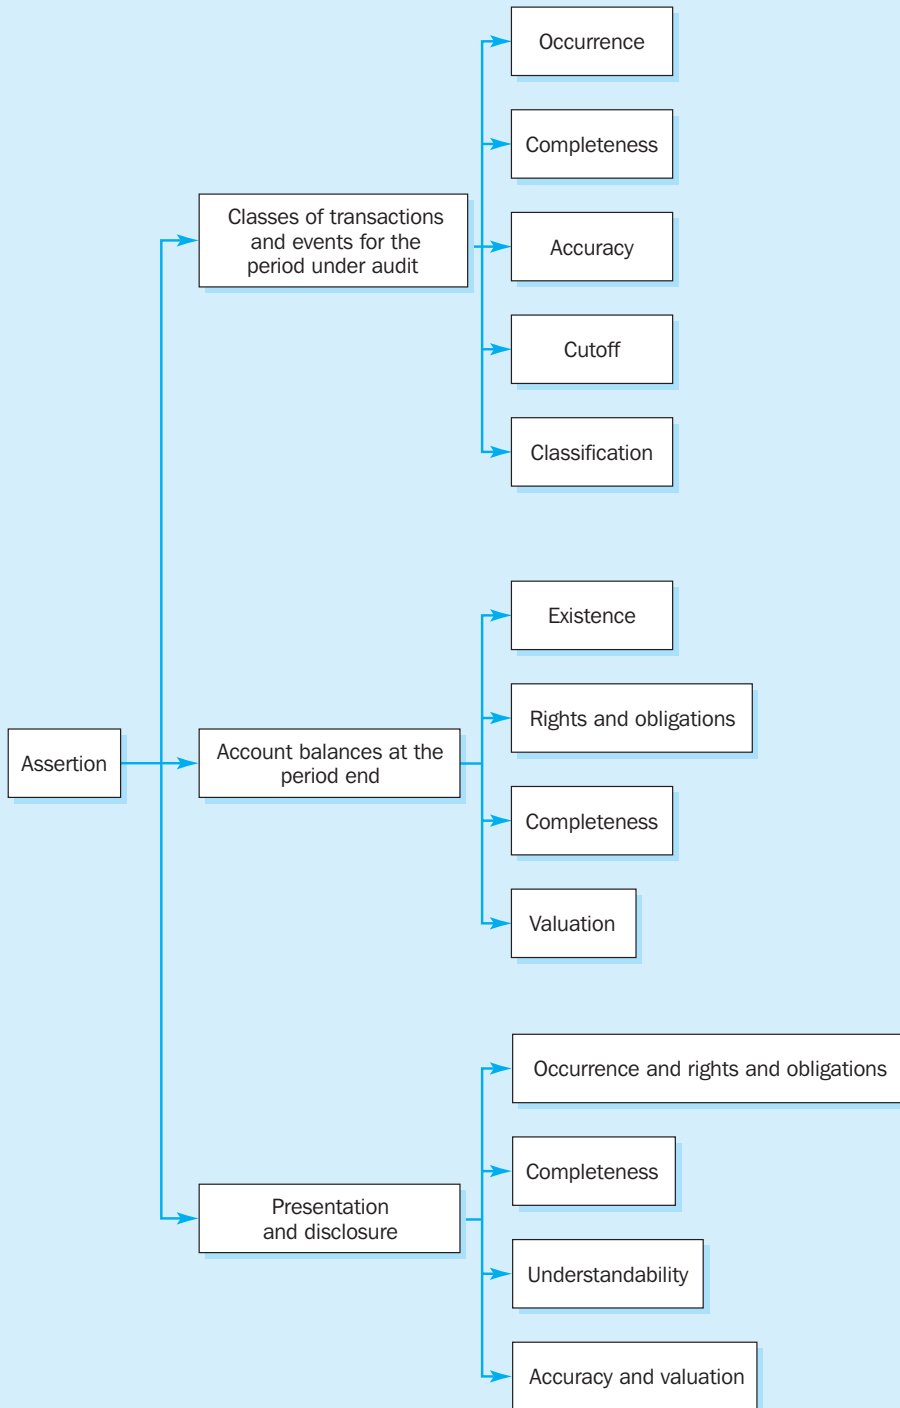 Occurrence
Completeness
Classes of transactions
and events for the
period under audit
Accuracy
Cutoff
Classification
Existence
Rights and obligations
Assertion
Account balances at the
period end
Completeness
Valuation
Occurrence and rights and obligations
Completeness
Presentation
and disclosure
Understandability
Accuracy and valuation